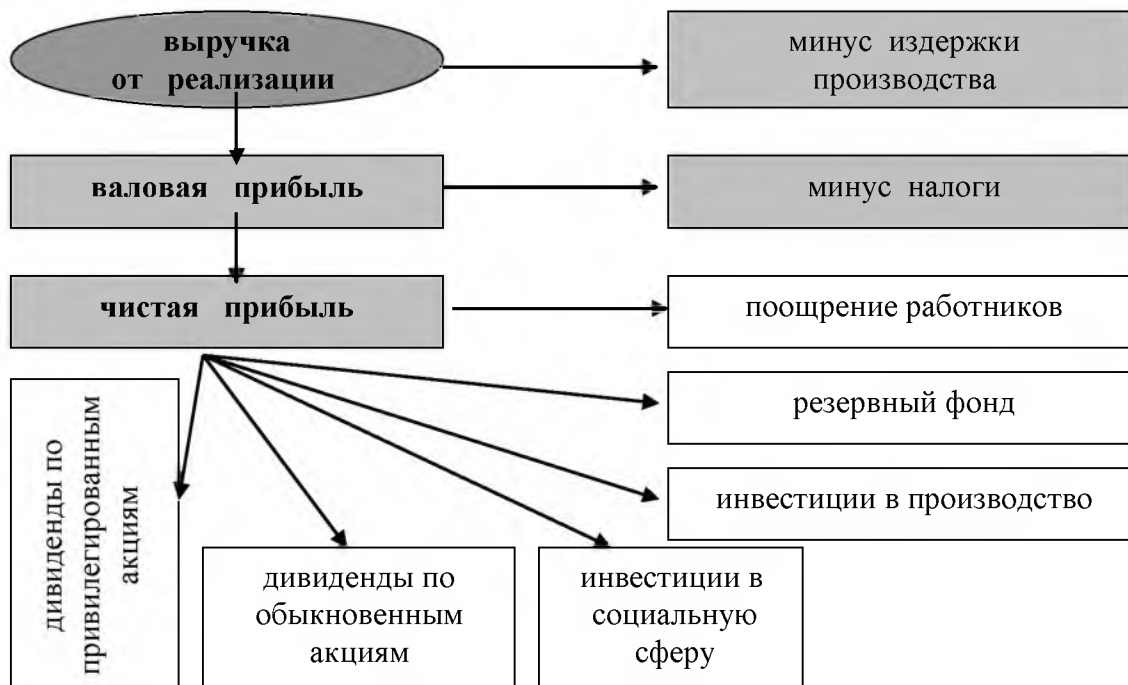 выручка
от реализации
минус издержки
производства
валовая прибыль
минус налоги
чистая прибыль
поощрение работников
резервный фонд
инвестиции в производство
дивиденды по
привилегированным
акциям
дивиденды по
обыкновенным
акциям
инвестиции в
социальную
сферу